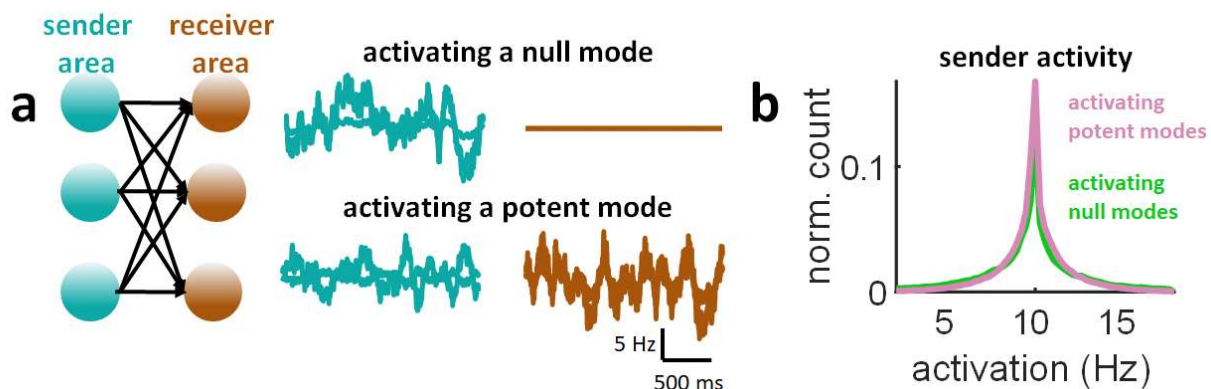 a
sender
area
receiver
area
activating a null mode
activating a potent mode
5 Hz
500 ms
b
sender activity
norm. count
0.1
0
activating
potent modes
activating
null modes
5
10
15
activation (Hz)